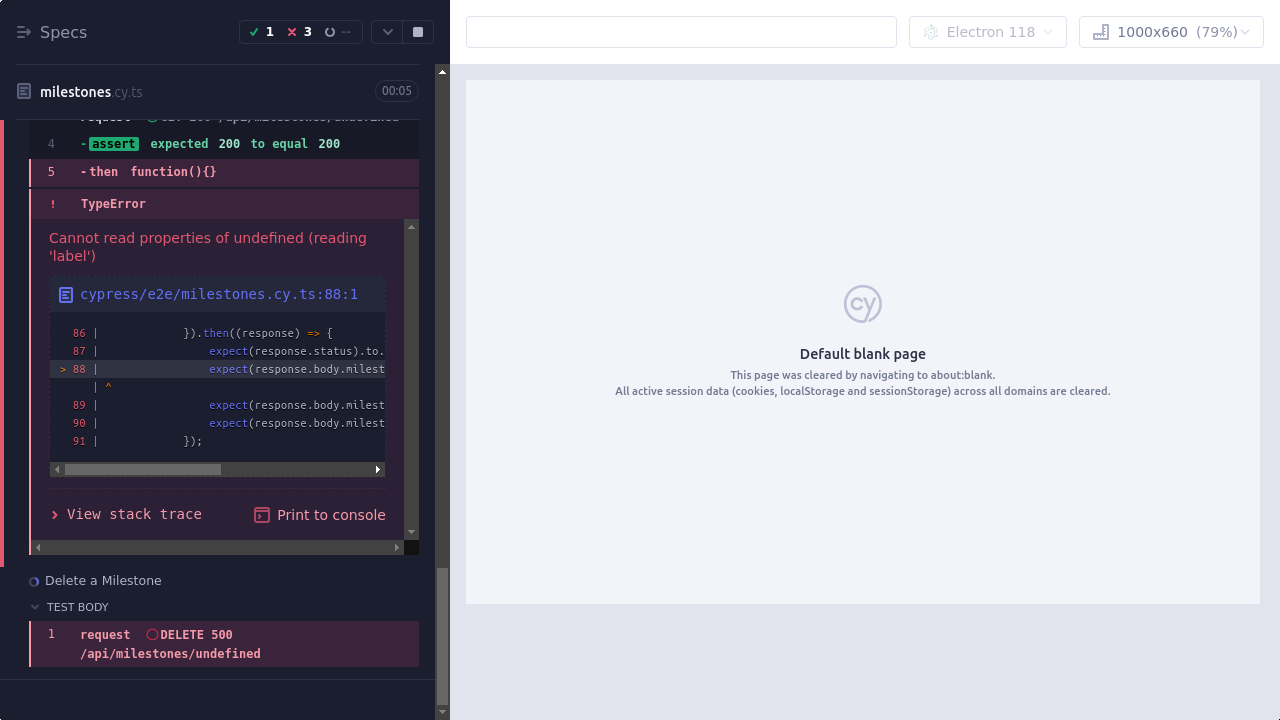 Specs
1
3
--
Electron 118
1000x660 (79%)
milestones.cy.ts
00:05
4 -assert expected 200 to equal 200
5 -then function(){}
! TypeError
Cannot read properties of undefined (reading
'label')
cypress/e2e/milestones.cy.ts:88:1
86 | }).then((response) => {
87 | expect(response.status).to.
> 88 | expect(response.body.milest
| ^
89 | expect(response.body.milest
90 | expect(response.body.milest
91 | });
View stack trace
Print to console
Delete a Milestone
TEST BODY
1 request DELETE 500
/api/milestones/undefined
cy
Default blank page
This page was cleared by navigating to about:blank.
All active session data (cookies, localStorage and sessionStorage) across all domains are cleared.